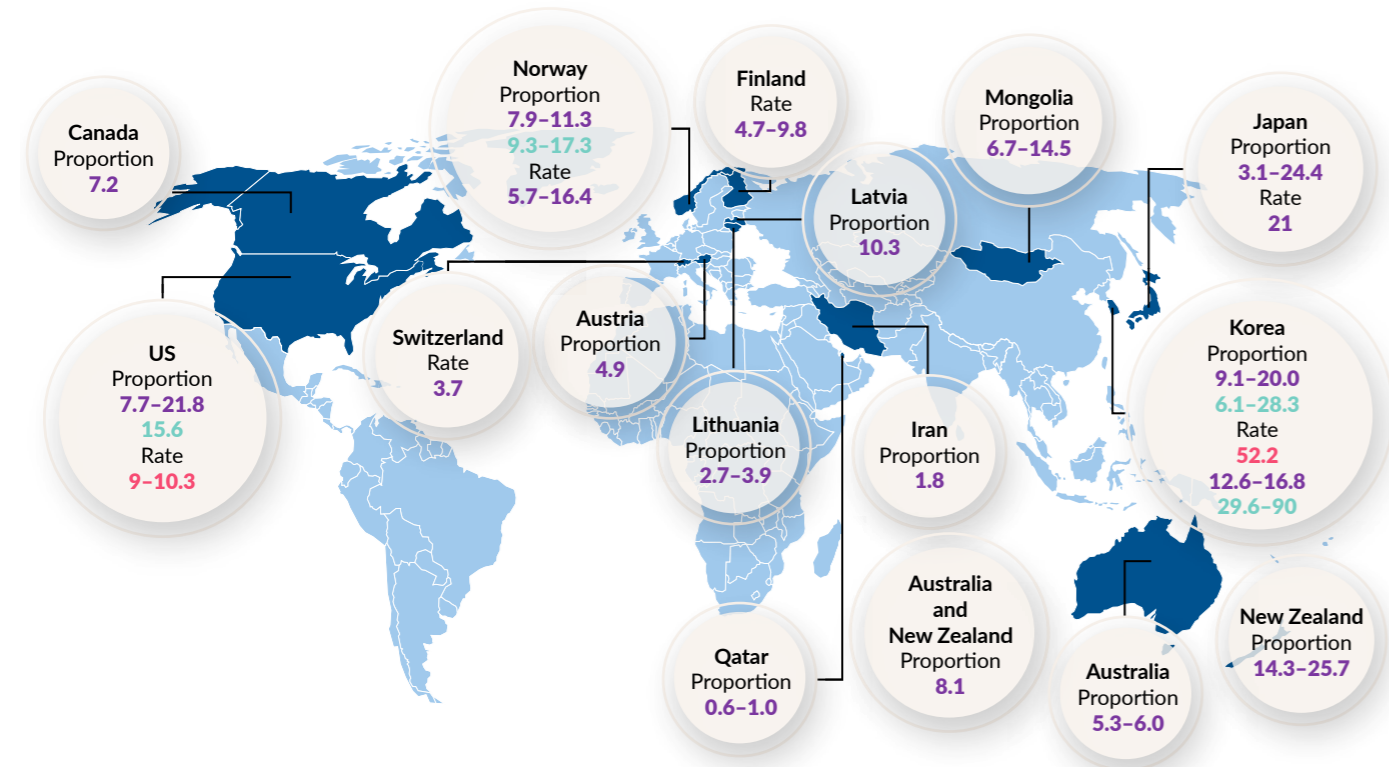 Canada
Proportion
7.2
Norway
Proportion
7.9–11.3
9.3–17.3
Rate
5.7–16.4
Finland
Rate
4.7–9.8
Mongolia
Proportion
6.7–14.5
Japan
Proportion
3.1–24.4
Rate
21
Latvia
Proportion
10.3
US
Proportion
7.7–21.8
15.6
Rate
9–10.3
Switzerland
Rate
3.7
Austria
Proportion
4.9
Lithuania
Proportion
2.7–3.9
Iran
Proportion
1.8
Korea
Proportion
9.1–20.0
6.1–28.3
Rate
52.2
12.6–16.8
29.6–90
Qatar
Proportion
0.6–1.0
Australia
and
New Zealand
Proportion
8.1
Australia
Proportion
5.3–6.0
New Zealand
Proportion
14.3–25.7